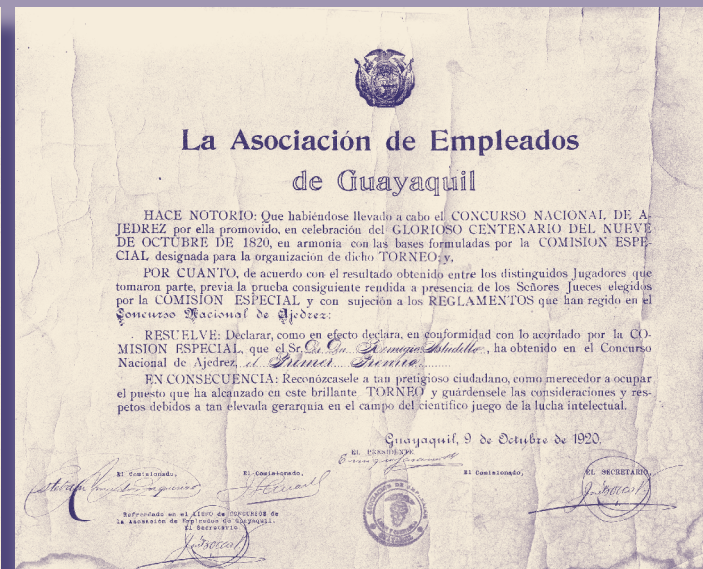 La Asociación de Empleados
de Guayaquil
HACE NOTORIO: Que habiéndose llevado a cabo el CONCURSO NACIONAL DE A-
JEDREZ por ella promovido, en celebración del GLORIOSO CENTENARIO DEL NUEVE
DE OCTUBRE DE 1820, en armonía con las bases formuladas por la COMISION ESPE-
CIAL designada para la organización de dicho TORNEO; y,
POR CUANTO, de acuerdo con el resultado obtenido entre los distinguidos Jugadores que
tomaron parte, previa la prueba consiguiente rendida a presencia de los Señores Jueces elegidos
por la COMISION ESPECIAL y con sujeción a los REGLAMENTOS que han regido en el
Concurso Nacional de Ajedrez:
RESUELVE: Declarar, como en efecto declara, en conformidad con lo acordado por la CO-
MISION ESPECIAL, que el Sr. Remigio Astudillo, ha obtenido en el Concurso
Nacional de Ajedrez, el Primer Premio
EN CONSECUENCIA: Reconózcasele a tan pretigioso ciudadano, como merecedor a ocupar
el puesto que ha alcanzado en este brillante TORNEO y guárdensele las consideraciones y res-
petos debidos a tan elevada gerarquía en el campo del científico juego de la lucha intelectual.
Guayaquil, 9 de Octubre de 1920.
EL PRESIDENTE
El Comisionado,
El Comisionado,
El Comisionado,
EL SECRETARIO,
Refrendado en el LIBRO de CONCURSOS de
la Asociación de Empleados de Guayaquil.
El Secretario